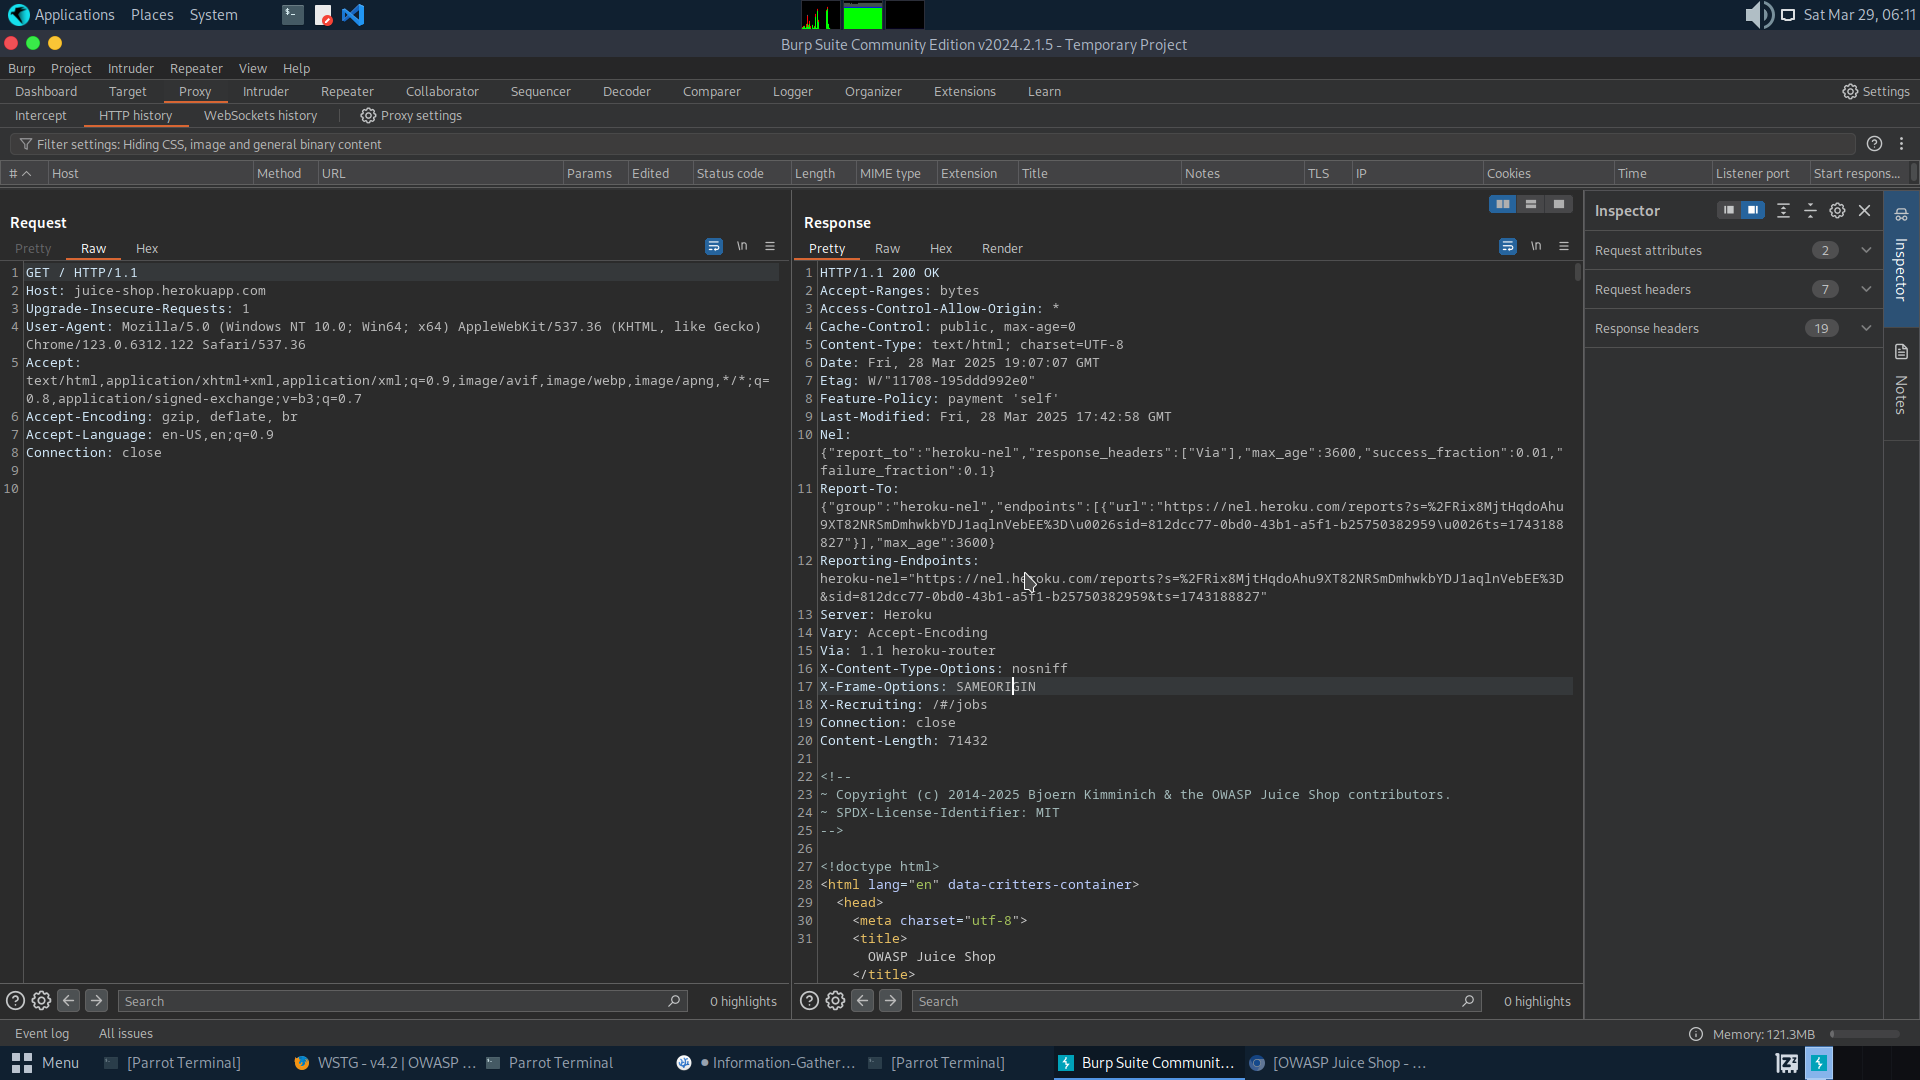 Applications Places System Sat Mar 29, 06:11
Burp Suite Community Edition v2024.2.1.5 - Temporary Project
Burp Project Intruder Repeater View Help
Dashboard Target Proxy Intruder Repeater Collaborator Sequencer Decoder Comparer Logger Organizer Extensions Learn Settings
Intercept HTTP history WebSockets history Proxy settings
Filter settings: Hiding CSS, image and general binary content
# Host Method URL Params Edited Status code Length MIME type Extension Title Notes TLS IP Cookies Time Listener port Start respons...
Request
Pretty Raw Hex \n
1 GET / HTTP/1.1
2 Host: juice-shop.herokuapp.com
3 Upgrade-Insecure-Requests: 1
4 User-Agent: Mozilla/5.0 (Windows NT 10.0; Win64; x64) AppleWebKit/537.36 (KHTML, like Gecko)
Chrome/123.0.6312.122 Safari/537.36
5 Accept:
text/html,application/xhtml+xml,application/xml;q=0.9,image/avif,image/webp,image/apng,*/*;q=
0.8,application/signed-exchange;v=b3;q=0.7
6 Accept-Encoding: gzip, deflate, br
7 Accept-Language: en-US,en;q=0.9
8 Connection: close
9
10
Search 0 highlights
Response
Pretty Raw Hex Render \n
1 HTTP/1.1 200 OK
2 Accept-Ranges: bytes
3 Access-Control-Allow-Origin: *
4 Cache-Control: public, max-age=0
5 Content-Type: text/html; charset=UTF-8
6 Date: Fri, 28 Mar 2025 19:07:07 GMT
7 Etag: W/"11708-195ddd992e0"
8 Feature-Policy: payment 'self'
9 Last-Modified: Fri, 28 Mar 2025 17:42:58 GMT
10 Nel:
{"report_to":"heroku-nel","response_headers":["Via"],"max_age":3600,"success_fraction":0.01,"
failure_fraction":0.1}
11 Report-To:
{"group":"heroku-nel","endpoints":[{"url":"https://nel.heroku.com/reports?s=%2FRix8MjtHqdoAhu
9XT82NRSmDmhwkbYDJ1aqlnVebEE%3D\u0026sid=812dcc77-0bd0-43b1-a5f1-b25750382959\u0026ts=1743188
827"}],"max_age":3600}
12 Reporting-Endpoints:
heroku-nel="https://nel.heroku.com/reports?s=%2FRix8MjtHqdoAhu9XT82NRSmDmhwkbYDJ1aqlnVebEE%3D
&sid=812dcc77-0bd0-43b1-a5f1-b25750382959&ts=1743188827"
13 Server: Heroku
14 Vary: Accept-Encoding
15 Via: 1.1 heroku-router
16 X-Content-Type-Options: nosniff
17 X-Frame-Options: SAMEORIGIN
18 X-Recruiting: /#/jobs
19 Connection: close
20 Content-Length: 71432
21
22 <!--
23 ~ Copyright (c) 2014-2025 Bjoern Kimminich & the OWASP Juice Shop contributors.
24 ~ SPDX-License-Identifier: MIT
25 -->
26
27 <!doctype html>
28 <html lang="en" data-critters-container>
29 <head>
30 <meta charset="utf-8">
31 <title>
OWASP Juice Shop
</title>
Search 0 highlights
Inspector
Request attributes 2
Request headers 7
Response headers 19
Inspector
Notes
Event log All issues Memory: 121.3MB
Menu [Parrot Terminal] WSTG - v4.2 | OWASP ... Parrot Terminal Information-Gather... [Parrot Terminal] Burp Suite Communit... [OWASP Juice Shop - ...